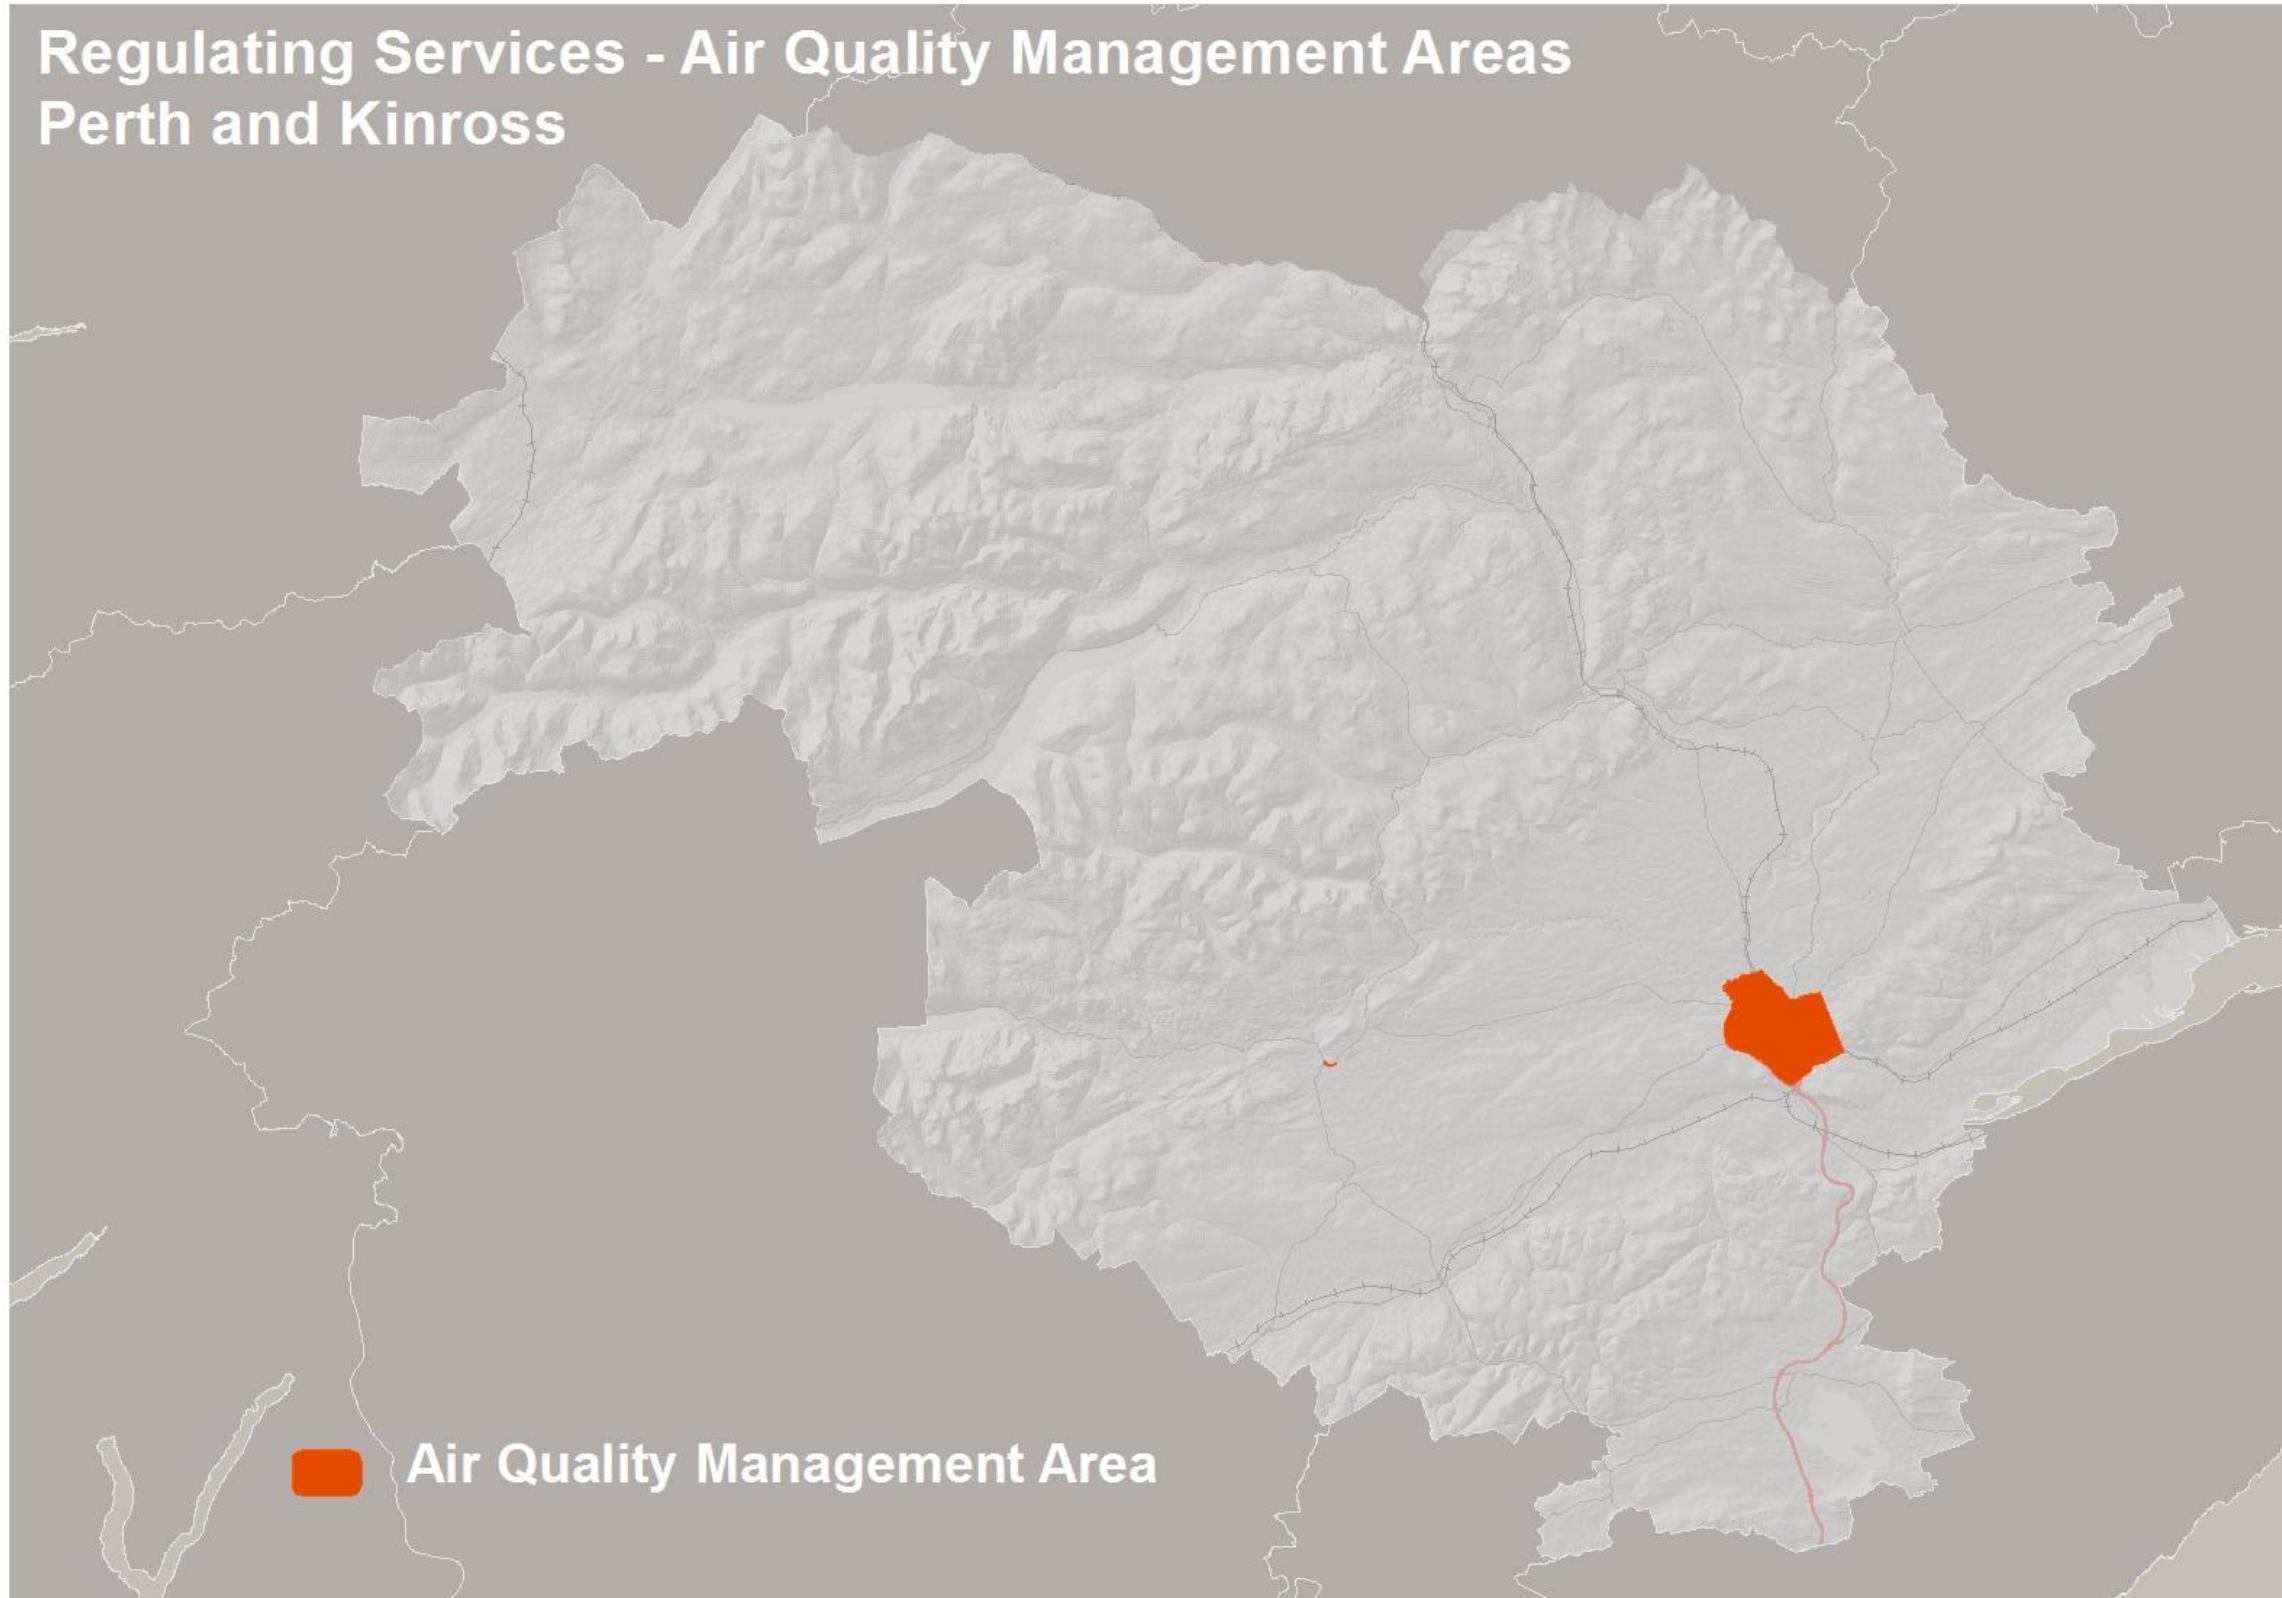 Regulating Services - Air Quality Management Areas
Perth and Kinross
Air Quality Management Area